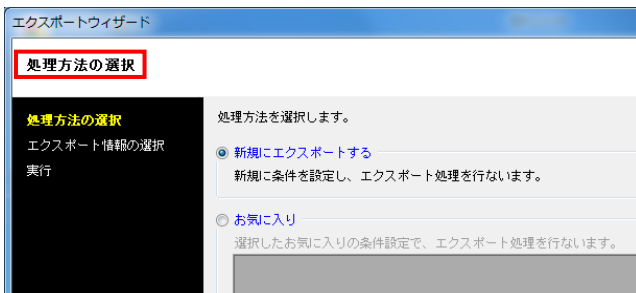 エクスポートウィザード
処理方法の選択
処理方法の選択
エクスポート情報の選択
実行
処理方法を選択します。
新規にエクスポートする
新規に条件を設定し、エクスポート処理を行ないます。
お気に入り
選択したお気に入りの条件設定で、エクスポート処理を行ないます。